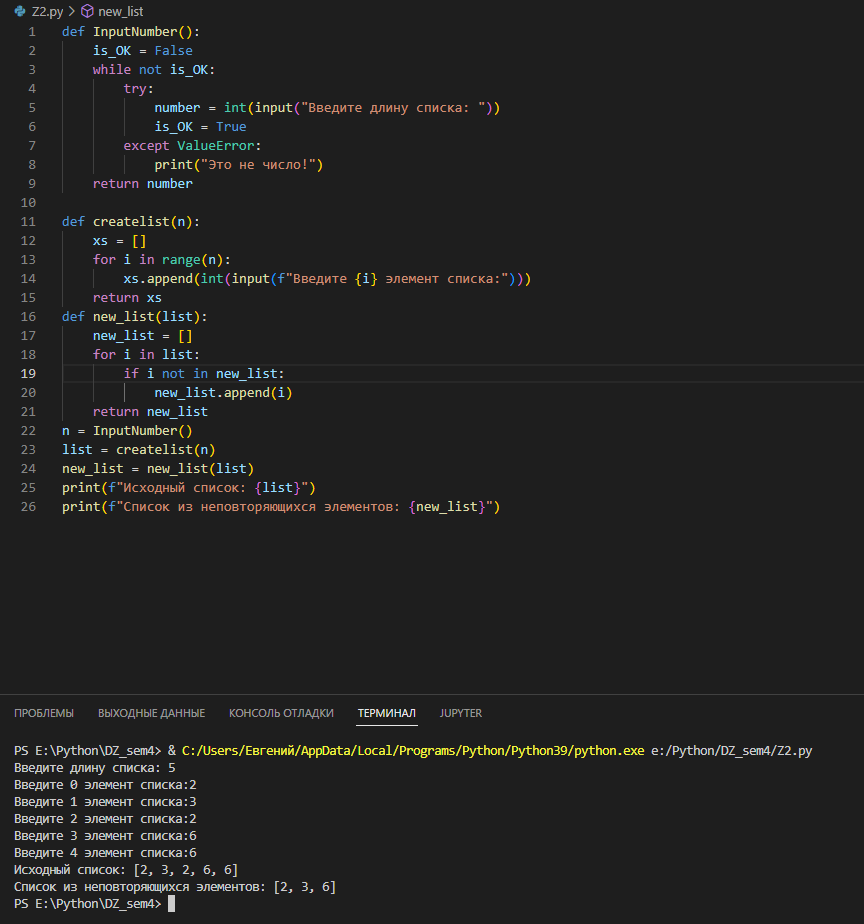 Z2.py > new_list
1 def InputNumber():
2     is_OK = False
3     while not is_OK:
4         try:
5             number = int(input("Введите длину списка: "))
6             is_OK = True
7         except ValueError:
8             print("Это не число!")
9     return number
10
11 def createlist(n):
12     xs = []
13     for i in range(n):
14         xs.append(int(input(f"Введите {i} элемент списка:")))
15     return xs
16 def new_list(list):
17     new_list = []
18     for i in list:
19         if i not in new_list:
20             new_list.append(i)
21     return new_list
22 n = InputNumber()
23 list = createlist(n)
24 new_list = new_list(list)
25 print(f"Исходный список: {list}")
26 print(f"Список из неповторяющихся элементов: {new_list}")
ПРОБЛЕМЫ ВЫХОДНЫЕ ДАННЫЕ КОНСОЛЬ ОТЛАДКИ ТЕРМИНАЛ JUPYTER
PS E:\Python\DZ_sem4> & C:/Users/Евгений/AppData/Local/Programs/Python/Python39/python.exe e:/Python/DZ_sem4/Z2.py
Введите длину списка: 5
Введите 0 элемент списка:2
Введите 1 элемент списка:3
Введите 2 элемент списка:2
Введите 3 элемент списка:6
Введите 4 элемент списка:6
Исходный список: [2, 3, 2, 6, 6]
Список из неповторяющихся элементов: [2, 3, 6]
PS E:\Python\DZ_sem4>